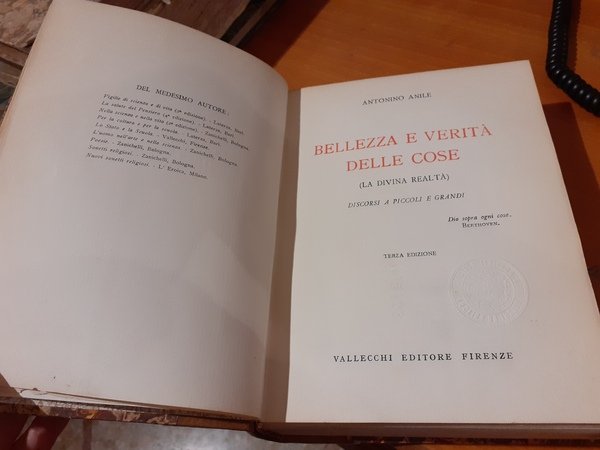 DEL MEDESIMO AUTORE:
Vigilie di scienza e di vita (2ª edizione). - Laterza, Bari.
La salute del Pensiero (4ª edizione). - Laterza, Bari.
Nella scienza e nella vita (2ª edizione). - Zanichelli, Bologna.
Per la cultura e per la scuola. - Laterza, Bari.
Lo Stato e la Scuola. - Vallecchi, Firenze.
L'uomo nell'arte e nella scienza. - Zanichelli, Bologna.
Poesie. - Zanichelli, Bologna.
Sonetti religiosi. - Zanichelli, Bologna.
Nuovi sonetti religiosi. - L' Eroica, Milano.
ANTONINO ANILE
BELLEZZA E VERITÀ
DELLE COSE
(LA DIVINA REALTÀ)
DISCORSI A PICCOLI E GRANDI
Dio sopra ogni cose.
BEETHOVEN.
TERZA EDIZIONE
VALLECCHI EDITORE FIRENZE